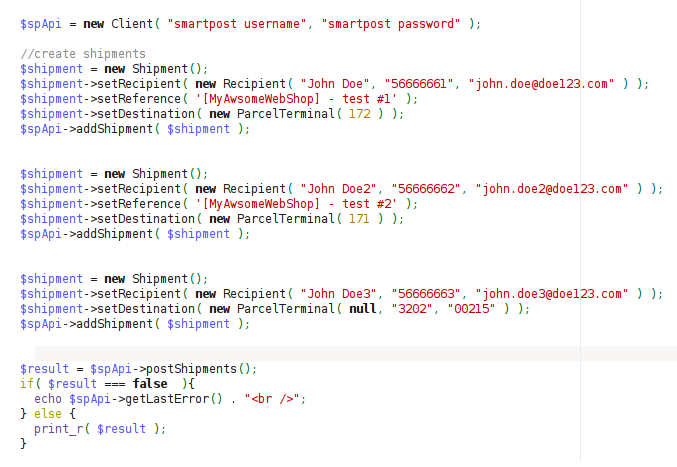 $spApi = new Client( "smartpost username", "smartpost password" );
//create shipments
$shipment = new Shipment();
$shipment->setRecipient( new Recipient( "John Doe", "56666661", "john.doe@doe123.com" ) );
$shipment->setReference( '[MyAwsomeWebShop] - test #1' );
$shipment->setDestination( new ParcelTerminal( 172 ) );
$spApi->addShipment( $shipment );
$shipment = new Shipment();
$shipment->setRecipient( new Recipient( "John Doe2", "56666662", "john.doe2@doe123.com" ) );
$shipment->setReference( '[MyAwsomeWebShop] - test #2' );
$shipment->setDestination( new ParcelTerminal( 171 ) );
$spApi->addShipment( $shipment );
$shipment = new Shipment();
$shipment->setRecipient( new Recipient( "John Doe3", "56666663", "john.doe3@doe123.com" ) );
$shipment->setDestination( new ParcelTerminal( null, "3202", "00215" ) );
$spApi->addShipment( $shipment );
$result = $spApi->postShipments();
if( $result === false  ){
  echo $spApi->getLastError() . "<br />";
} else {
  print_r( $result );
}